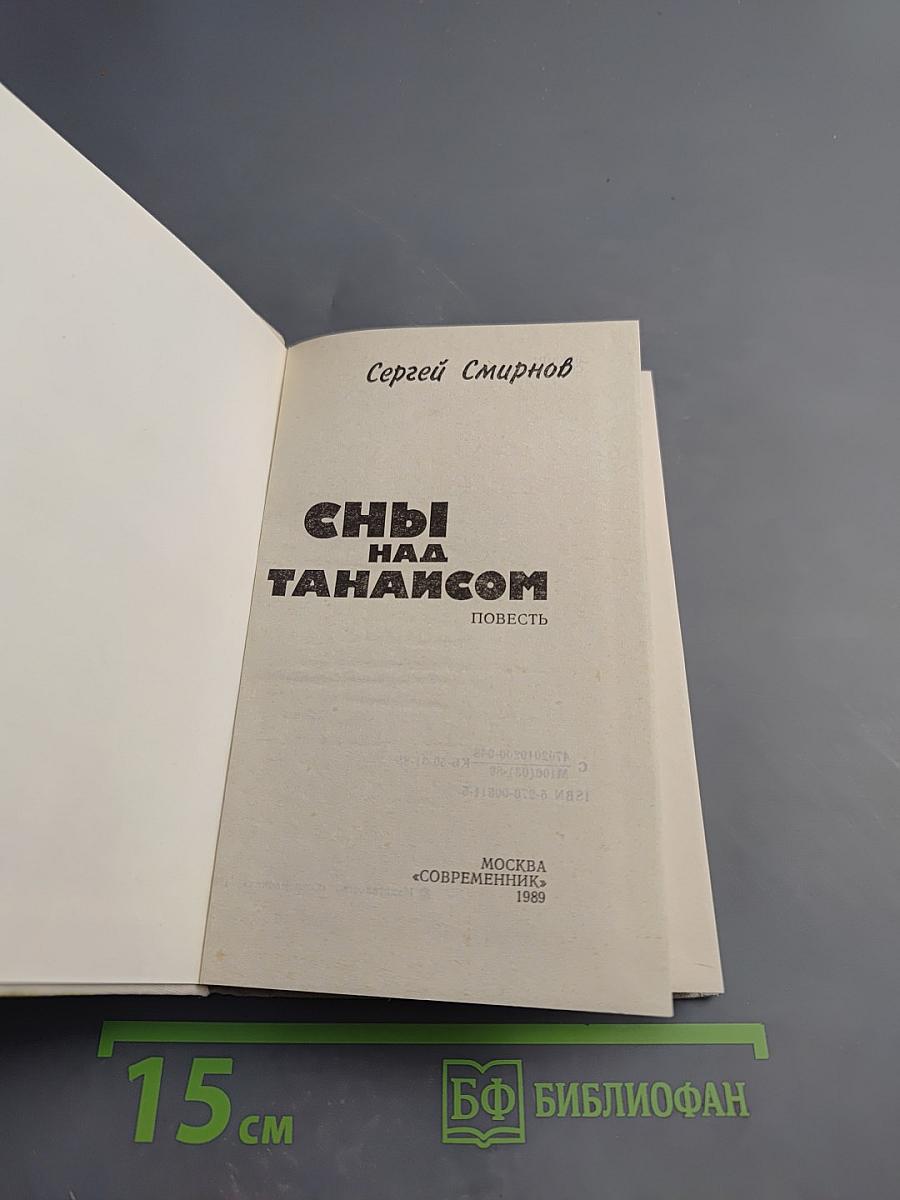 Сергей Смирнов
СНЫ
НАД
ТАНАИСОМ
ПОВЕСТЬ
МОСКВА
«СОВРЕМЕННИК»
1989
15 см
БФ БИБЛИОФАН